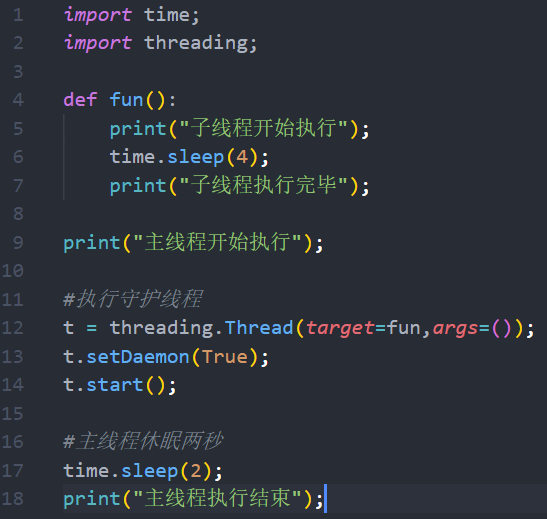 1 import time;
2 import threading;
3
4 def fun():
5     print("子线程开始执行");
6     time.sleep(4);
7     print("子线程执行完毕");
8
9 print("主线程开始执行");
10
11 #执行守护线程
12 t = threading.Thread(target=fun,args=());
13 t.setDaemon(True);
14 t.start();
15
16 #主线程休眠两秒
17 time.sleep(2);
18 print("主线程执行结束");